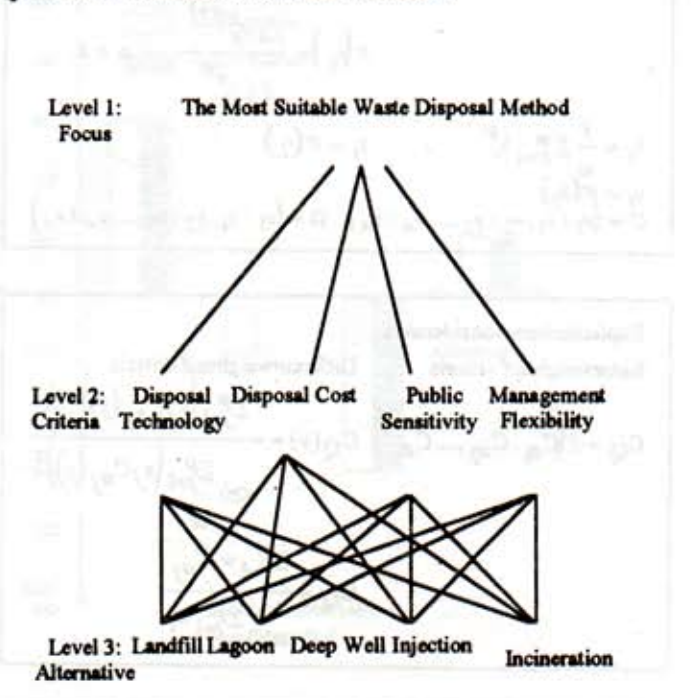 Level 1: The Most Suitable Waste Disposal Method
Focus
Level 2: Disposal Disposal Cost Public Management
Criteria Technology Sensitivity Flexibility
Level 3: Landfill Lagoon Deep Well Injection Incineration
Alternative